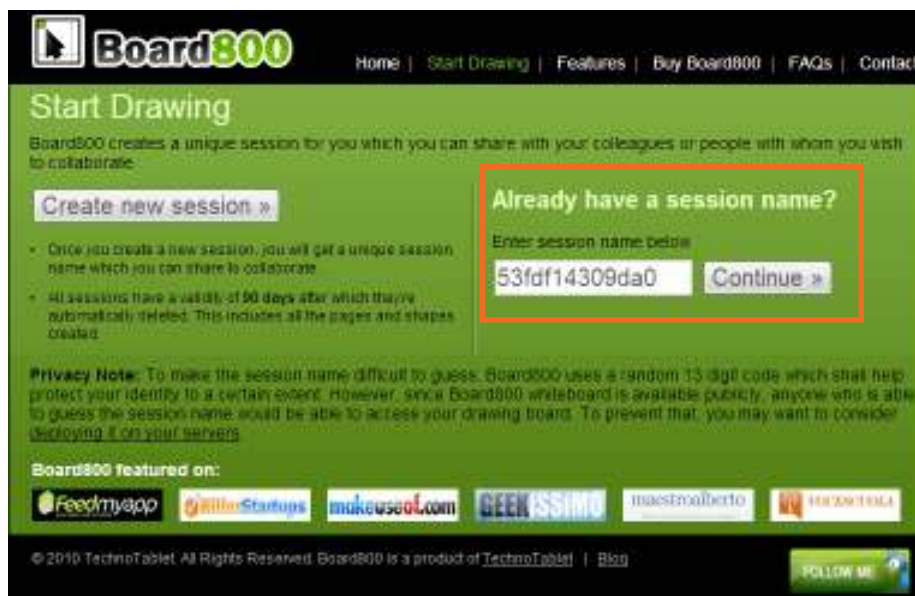 Board800
Home | Start Drawing | Features | Buy Board800 | FAQs | Contact
Start Drawing
Board800 creates a unique session for you which you can share with your colleagues or people with whom you wish
to collaborate.
Create new session »
• Once you create a new session, you will get a unique session
name which you can share to collaborate.
• All sessions have a validity of 90 days after which they're
automatically deleted. This includes all the pages and shapes
created.
Already have a session name?
Enter session name below
53fdf14309da0
Continue »
Privacy Note: To make the session name difficult to guess, Board800 uses a random 13 digit code which shall help
protect your identity to a certain extent. However, since Board800 whiteboard is available publicly, anyone who is able
to guess the session name would be able to access your drawing board. To prevent that, you may want to consider
deploying it on your servers.
Board800 featured on:
Feedmyapp
KillerStartups
makeuseof.com
GEEKISSIMO
maestroalberto
© 2010 TechnoTablet. All Rights Reserved. Board800 is a product of TechnoTablet | Blog
FOLLOW ME